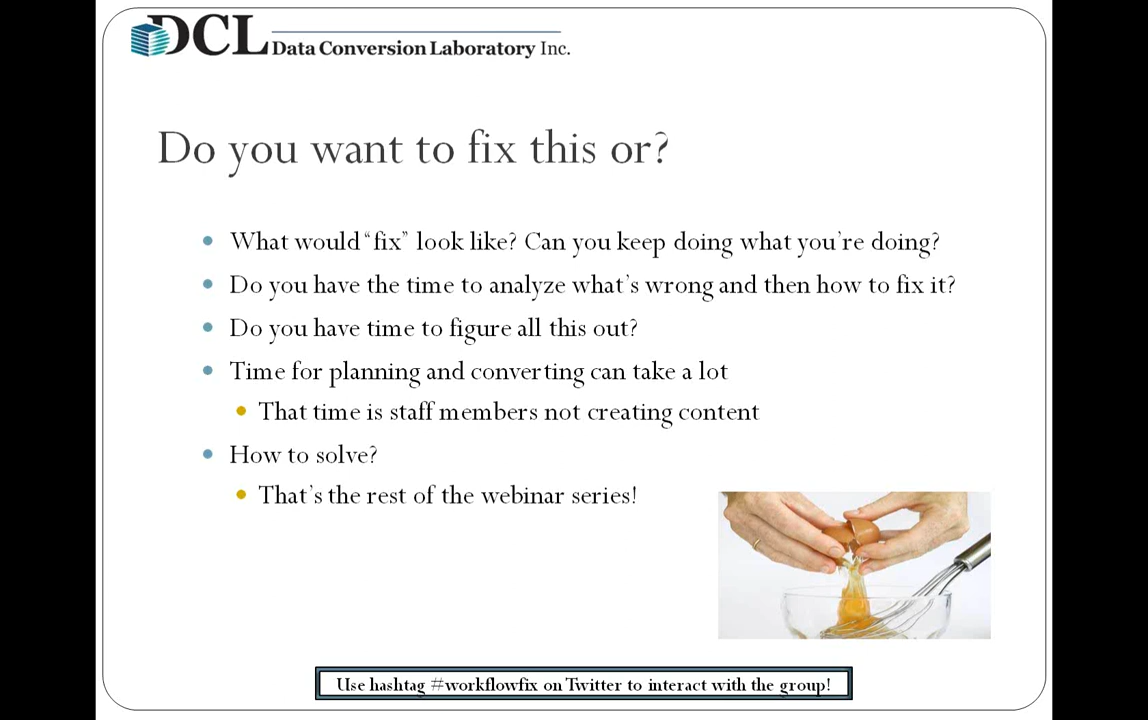 DCL Data Conversion Laboratory Inc.
Do you want to fix this or?
What would “fix” look like? Can you keep doing what you’re doing?
Do you have the time to analyze what’s wrong and then how to fix it?
Do you have time to figure all this out?
Time for planning and converting can take a lot
That time is staff members not creating content
How to solve?
That’s the rest of the webinar series!
Use hashtag #workflowfix on Twitter to interact with the group!